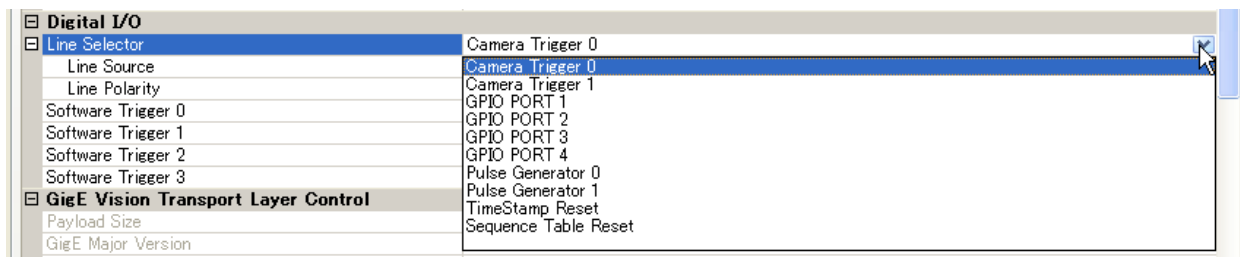 Digital I/O
Line Selector Camera Trigger 0
Line Source Camera Trigger 0
Line Polarity Camera Trigger 1
Software Trigger 0 GPIO PORT 1
GPIO PORT 2
Software Trigger 1 GPIO PORT 3
Software Trigger 2 GPIO PORT 4
Software Trigger 3 Pulse Generator 0
GigE Vision Transport Layer Control Pulse Generator 1
Payload Size TimeStamp Reset
Sequence Table Reset
GigE Major Version